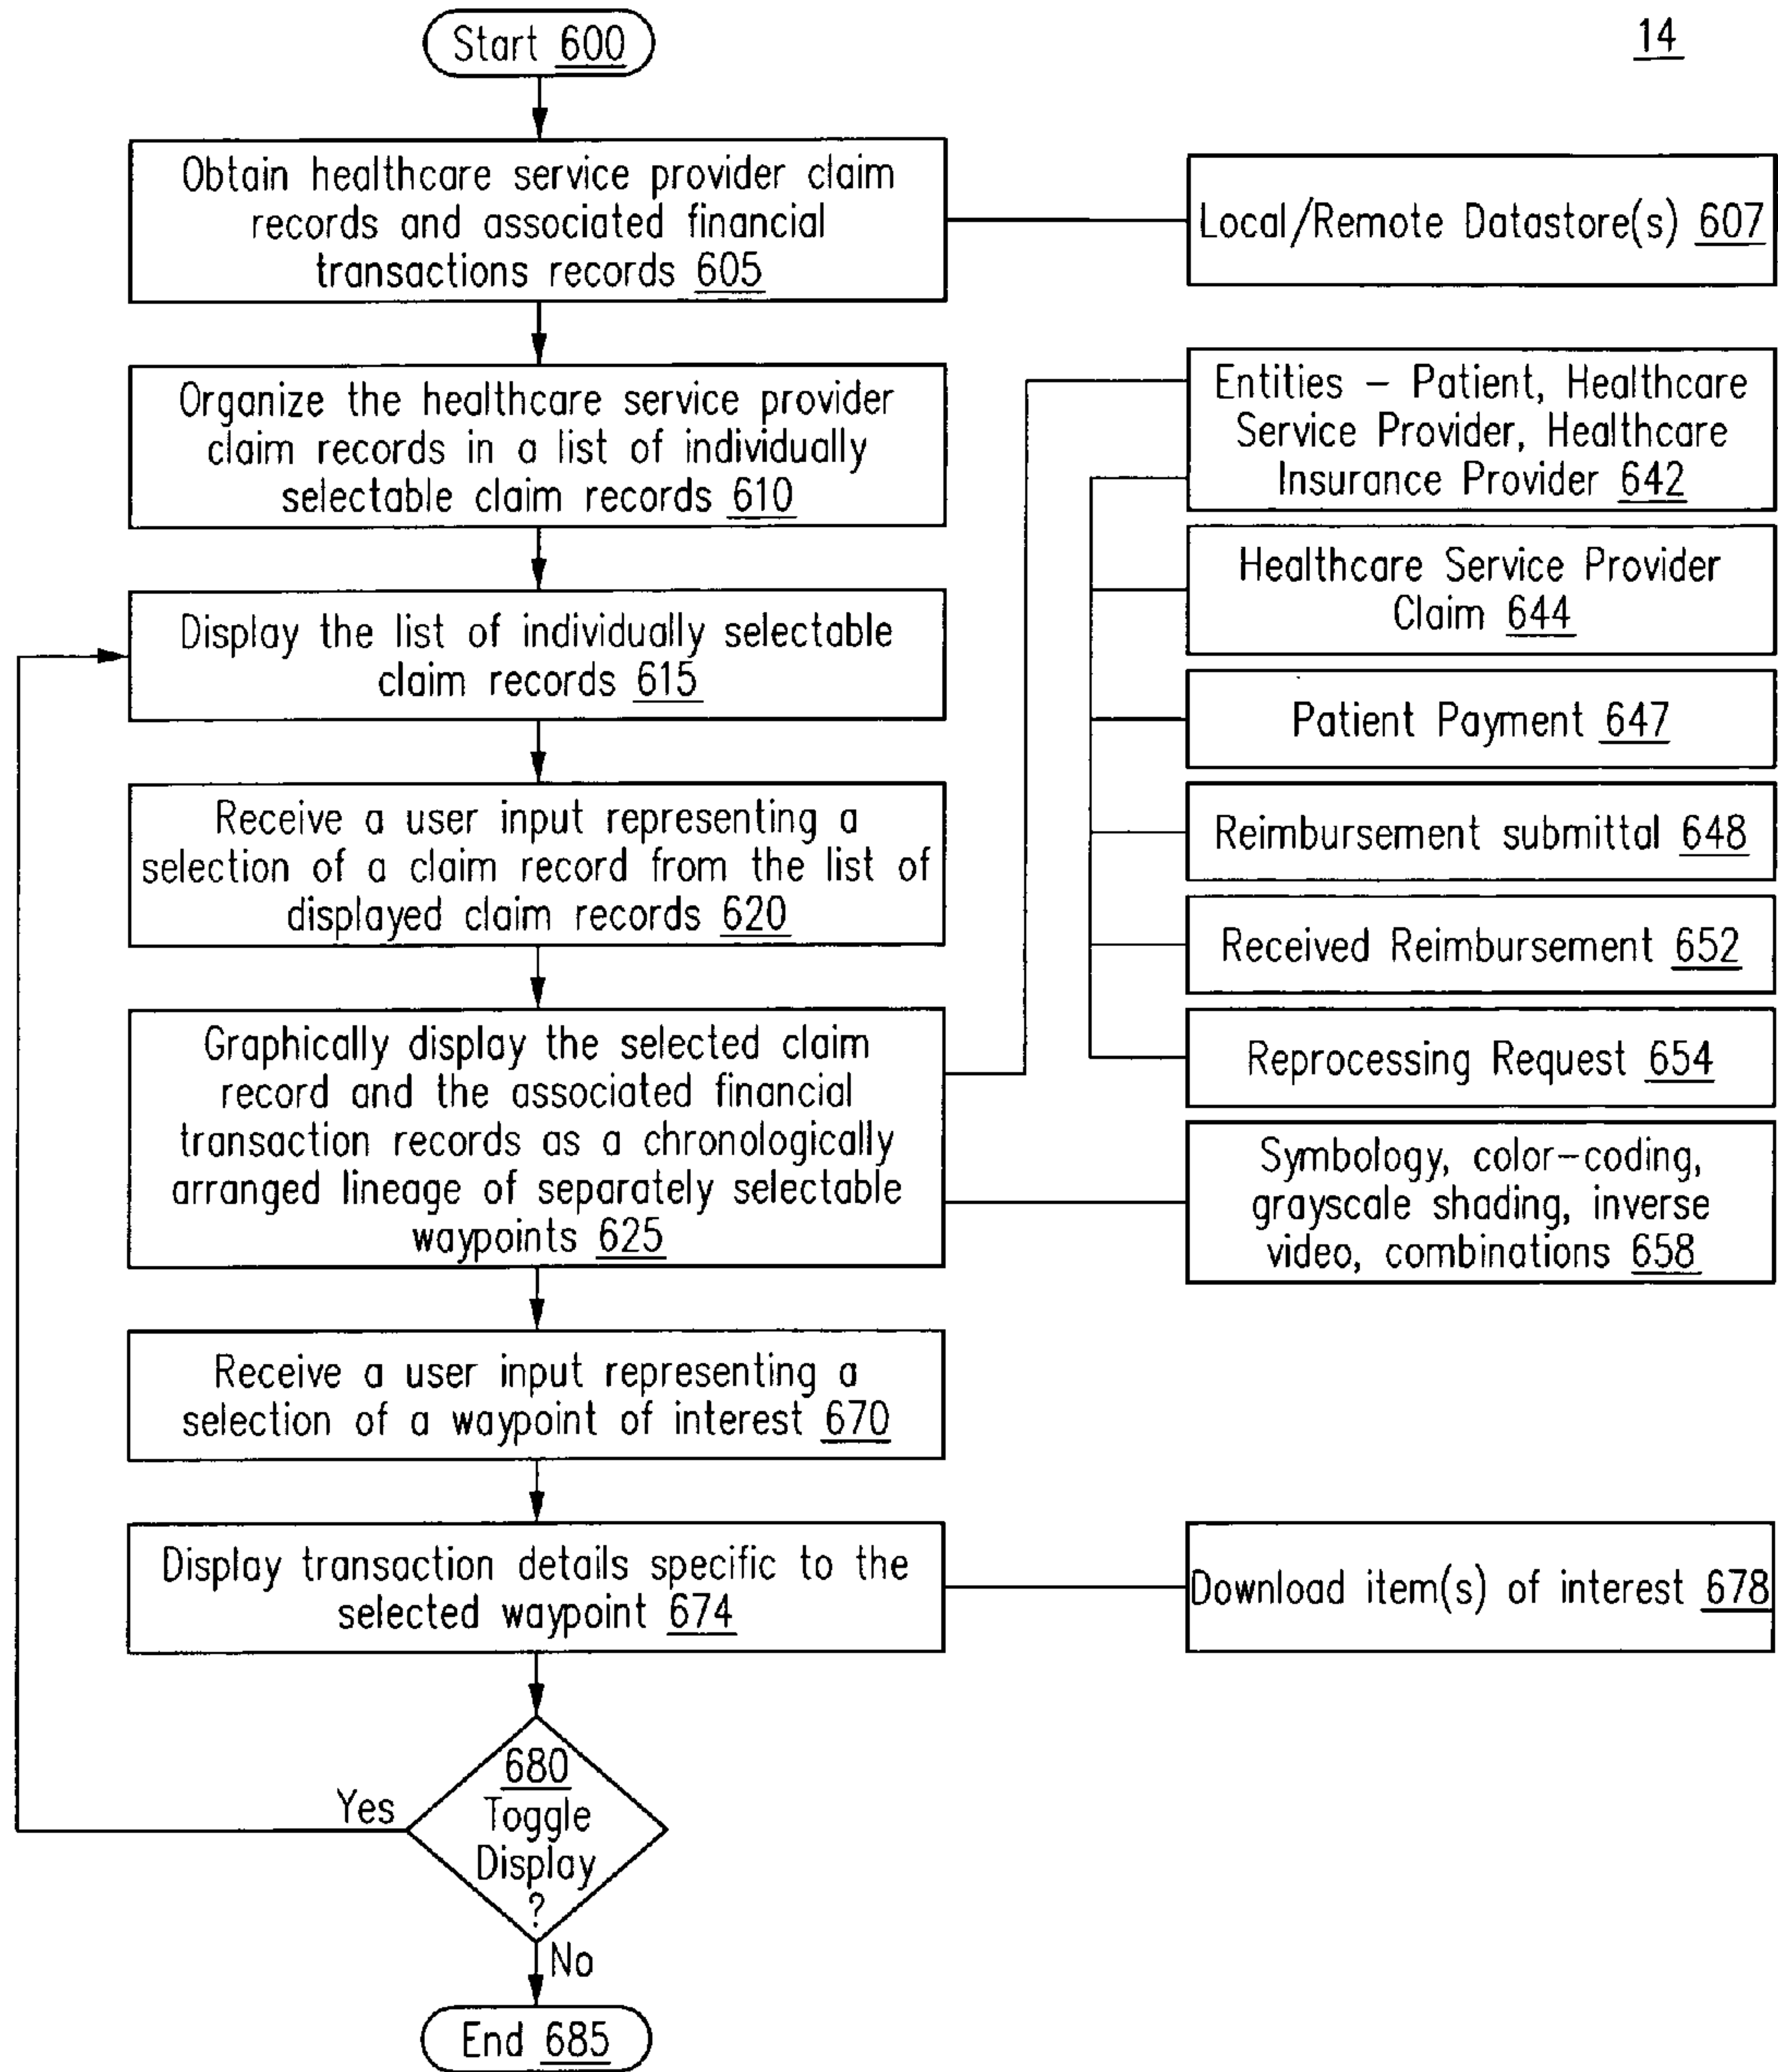 14
Start 600
Obtain healthcare service provider claim
records and associated financial
transactions records 605
Local/Remote Datastore(s) 607
Organize the healthcare service provider
claim records in a list of individually
selectable claim records 610
Display the list of individually selectable
claim records 615
Receive a user input representing a
selection of a claim record from the list of
displayed claim records 620
Graphically display the selected claim
record and the associated financial
transaction records as a chronologically
arranged lineage of separately selectable
waypoints 625
Entities – Patient, Healthcare
Service Provider, Healthcare
Insurance Provider 642
Healthcare Service Provider
Claim 644
Patient Payment 647
Reimbursement submittal 648
Received Reimbursement 652
Reprocessing Request 654
Symbology, color-coding,
grayscale shading, inverse
video, combinations 658
Receive a user input representing a
selection of a waypoint of interest 670
Display transaction details specific to the
selected waypoint 674
Download item(s) of interest 678
680
Toggle
Display
?
Yes
No
End 685